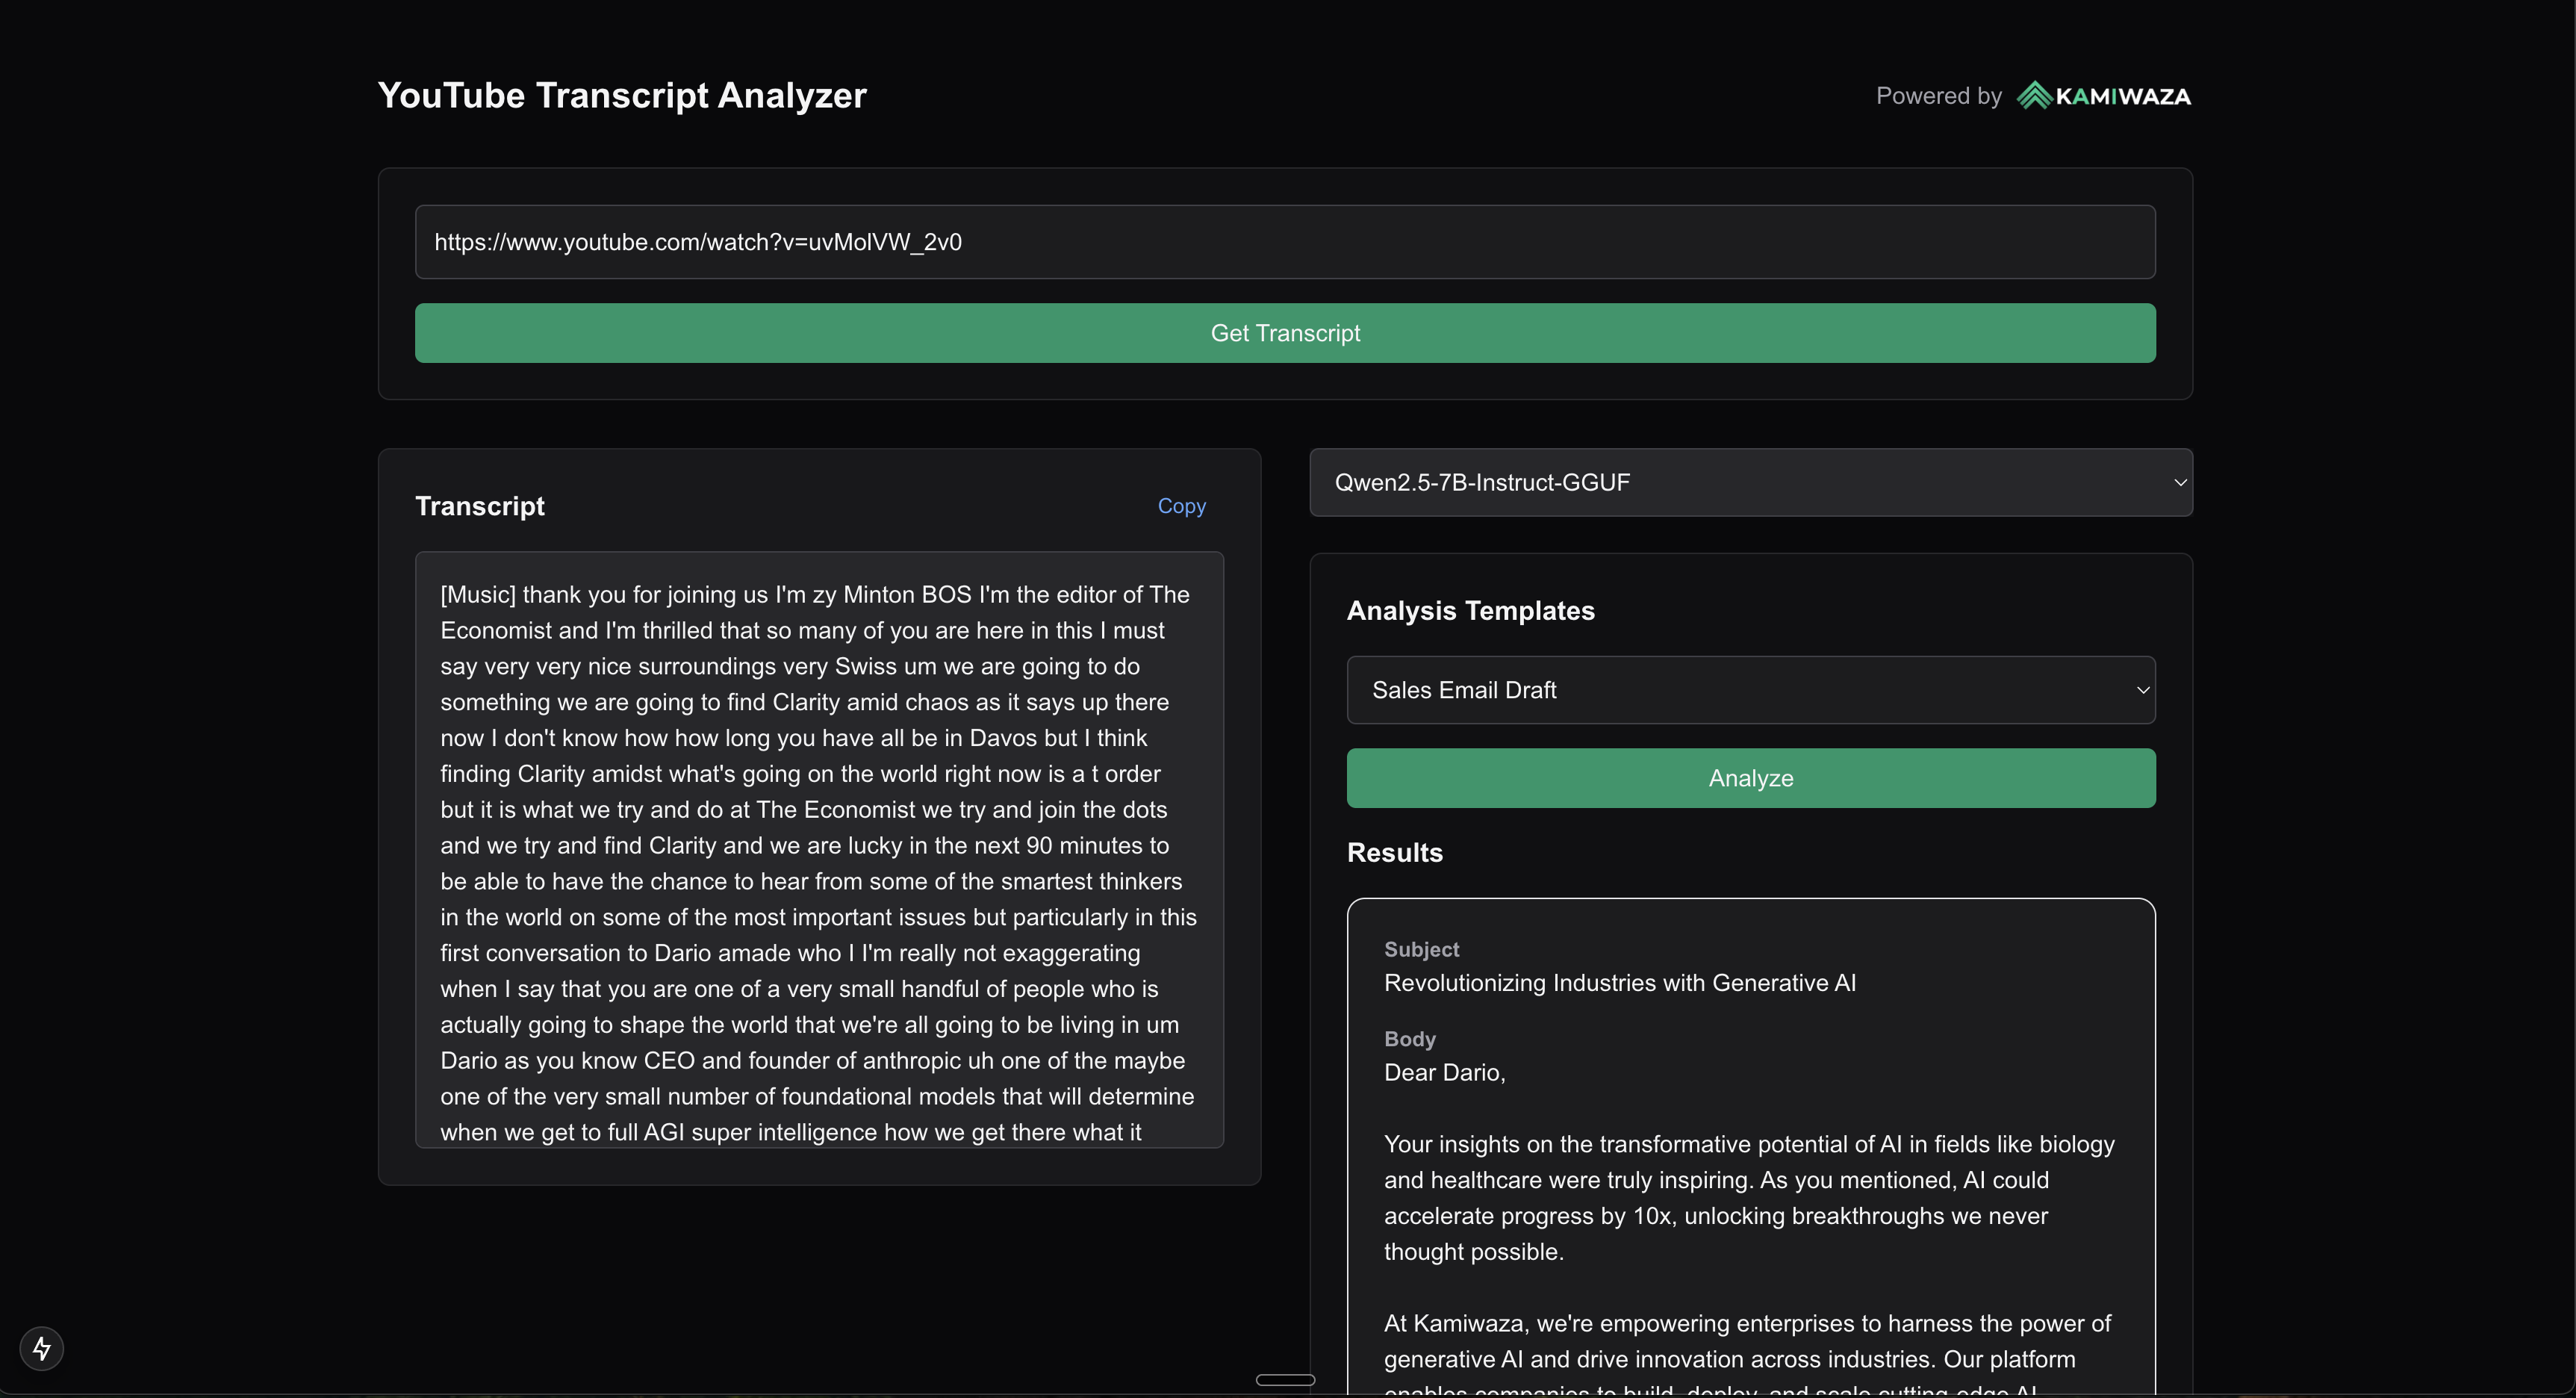 YouTube Transcript Analyzer
Powered by KAMIWAZA
https://www.youtube.com/watch?v=uvMolVW_2v0
Get Transcript
Transcript
Copy
[Music] thank you for joining us I'm zy Minton BOS I'm the editor of The
Economist and I'm thrilled that so many of you are here in this I must
say very very nice surroundings very Swiss um we are going to do
something we are going to find Clarity amid chaos as it says up there
now I don't know how how long you have all be in Davos but I think
finding Clarity amidst what's going on the world right now is a t order
but it is what we try and do at The Economist we try and join the dots
and we try and find Clarity and we are lucky in the next 90 minutes to
be able to have the chance to hear from some of the smartest thinkers
in the world on some of the most important issues but particularly in this
first conversation to Dario amade who I I'm really not exaggerating
when I say that you are one of a very small handful of people who is
actually going to shape the world that we're all going to be living in um
Dario as you know CEO and founder of anthropic uh one of the maybe
one of the very small number of foundational models that will determine
when we get to full AGI super intelligence how we get there what it
Qwen2.5-7B-Instruct-GGUF
Analysis Templates
Sales Email Draft
Analyze
Results
Subject
Revolutionizing Industries with Generative AI
Body
Dear Dario,
Your insights on the transformative potential of AI in fields like biology
and healthcare were truly inspiring. As you mentioned, AI could
accelerate progress by 10x, unlocking breakthroughs we never
thought possible.
At Kamiwaza, we're empowering enterprises to harness the power of
generative AI and drive innovation across industries. Our platform
enables companies to build, deploy, and scale cutting-edge AI